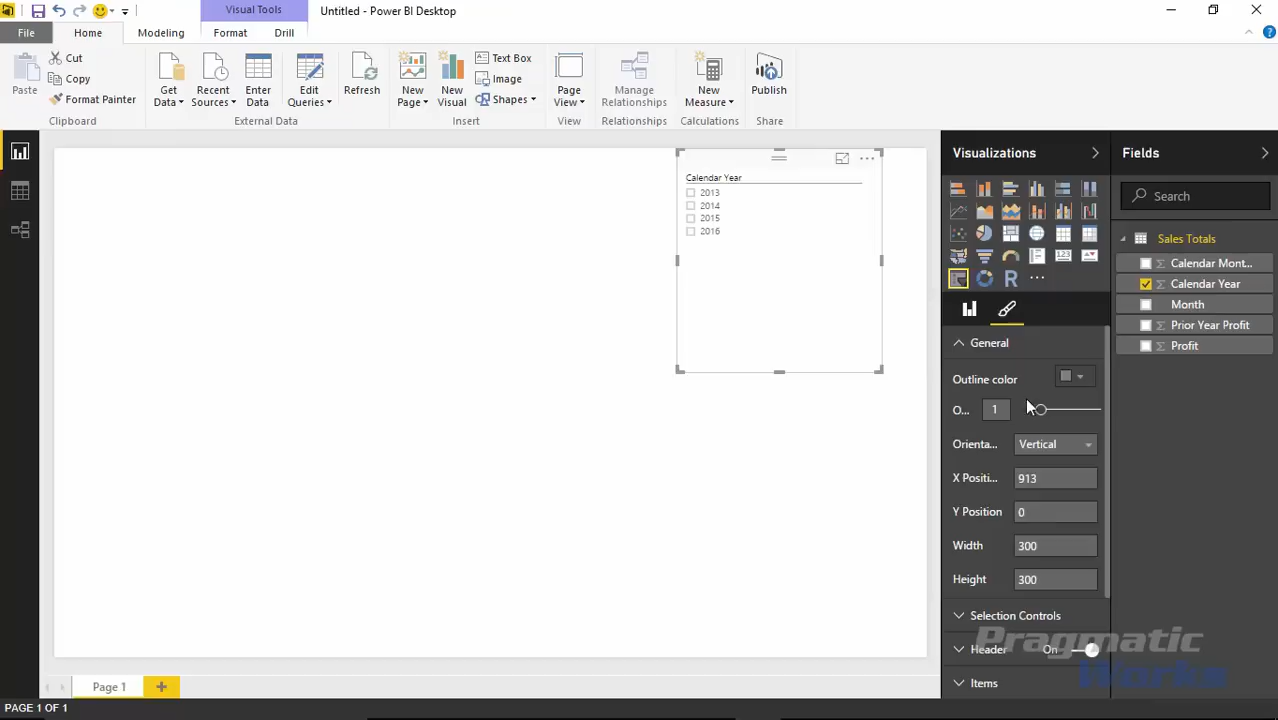 Visual Tools
Untitled - Power BI Desktop
File
Home
Modeling
Format
Drill
Paste
Cut
Copy
Format Painter
Clipboard
Get Data
Recent Sources
Enter Data
Edit Queries
Refresh
External Data
New Page
New Visual
Text Box
Image
Shapes
Insert
Page View
View
Manage Relationships
Relationships
New Measure
Calculations
Publish
Share
Calendar Year
2013
2014
2015
2016
Visualizations
R
General
Outline color
O... 1
Orienta... Vertical
X Positi... 913
Y Position 0
Width 300
Height 300
Selection Controls
Header On
Items
Pragmatic
Works
Fields
Search
Sales Totals
Calendar Mont...
Calendar Year
Month
Prior Year Profit
Profit
Page 1
PAGE 1 OF 1